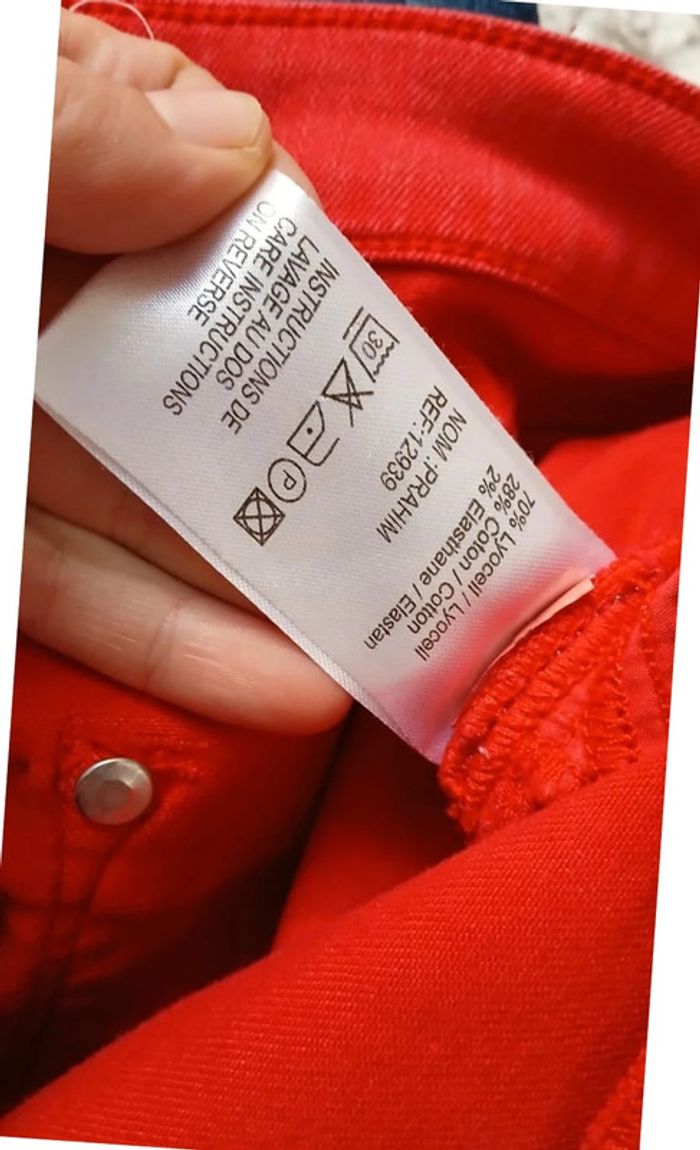 70% Lyocell / Lyocell
28% Coton / Cotton
2% Elasthane / Elastan
NOM :PRAHIM
REF:12939
30
P
INSTRUCTIONS DE
LAVAGE AU DOS
CARE INSTRUCTIONS
ON REVERSE